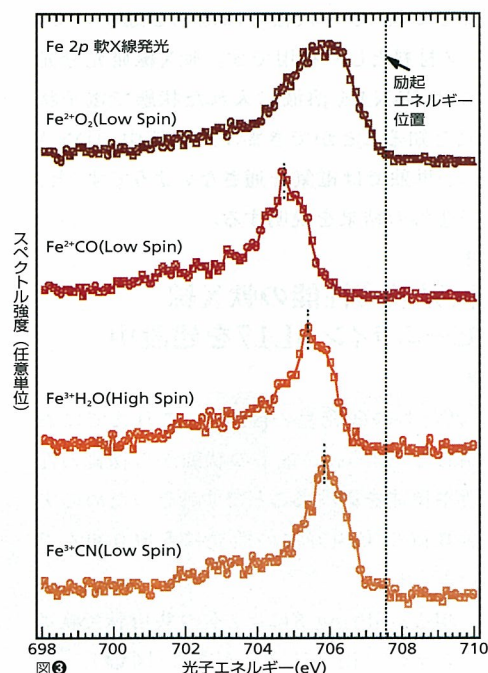 Fe 2p 軟X線発光
Fe²⁺O₂(Low Spin)
励起
エネルギー
位置
Fe²⁺CO(Low Spin)
Fe³⁺H₂O(High Spin)
Fe³⁺CN(Low Spin)
スペクトル強度(任意単位)
698 700 702 704 706 708 710
図❸ 光子エネルギー(eV)